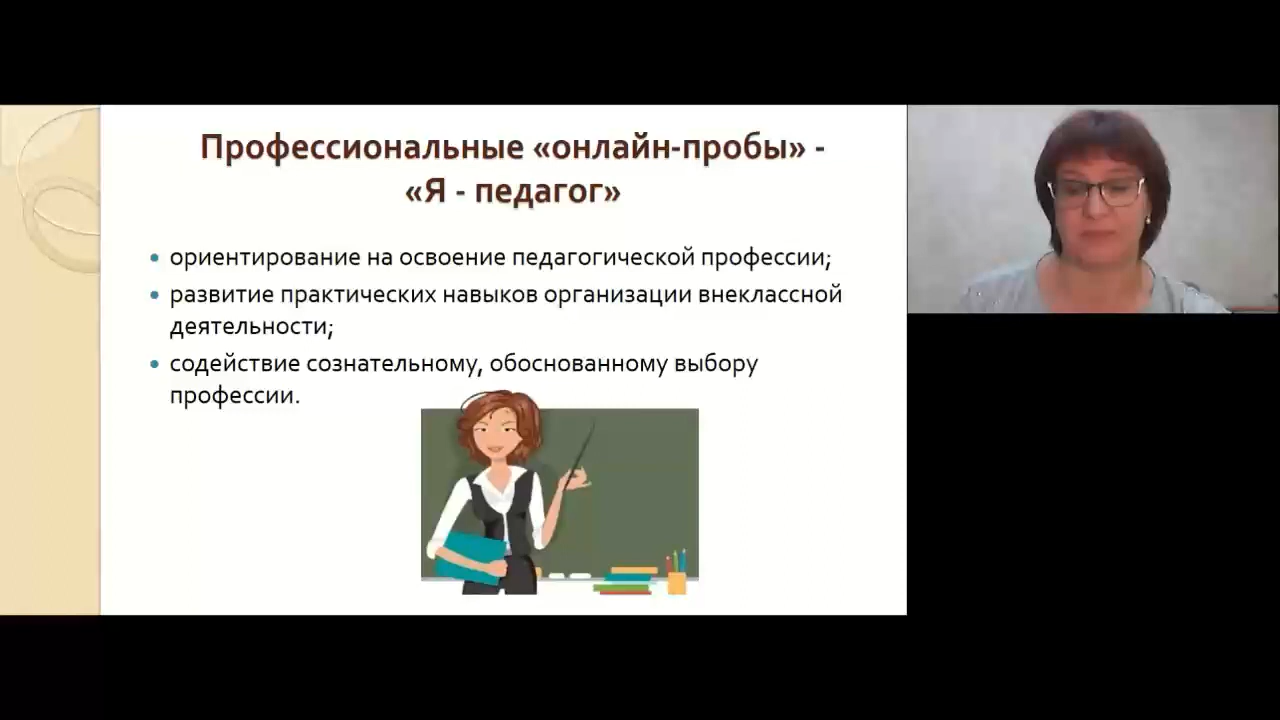 Профессиональные «онлайн-пробы» -
«Я - педагог»
ориентирование на освоение педагогической профессии;
развитие практических навыков организации внеклассной
деятельности;
содействие сознательному, обоснованному выбору
профессии.